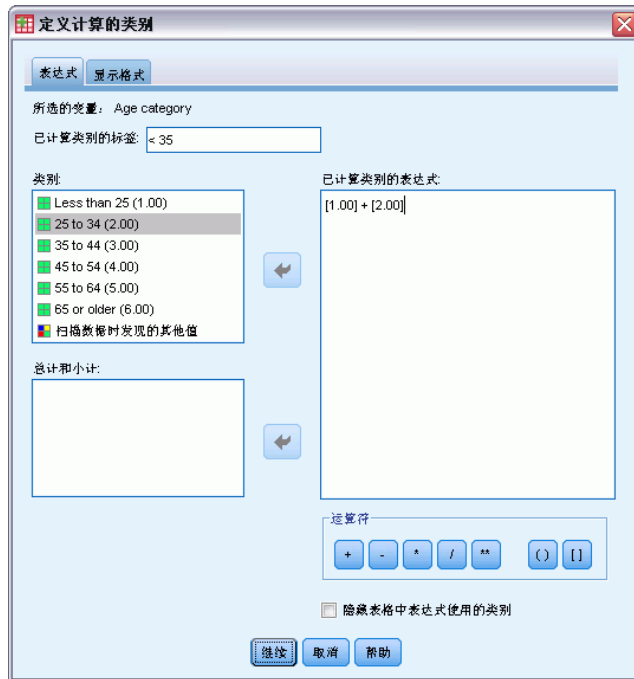 定义计算的类别
表达式 显示格式
所选的变量： Age category
已计算类别的标签: < 35
类别:
Less than 25 (1.00)
25 to 34 (2.00)
35 to 44 (3.00)
45 to 54 (4.00)
55 to 64 (5.00)
65 or older (6.00)
扫描数据时发现的其他值
总计和小计:
已计算类别的表达式:
[1.00] + [2.00]
运算符
+ - * / ** ( ) [ ]
隐藏表格中表达式使用的类别
继续 取消 帮助